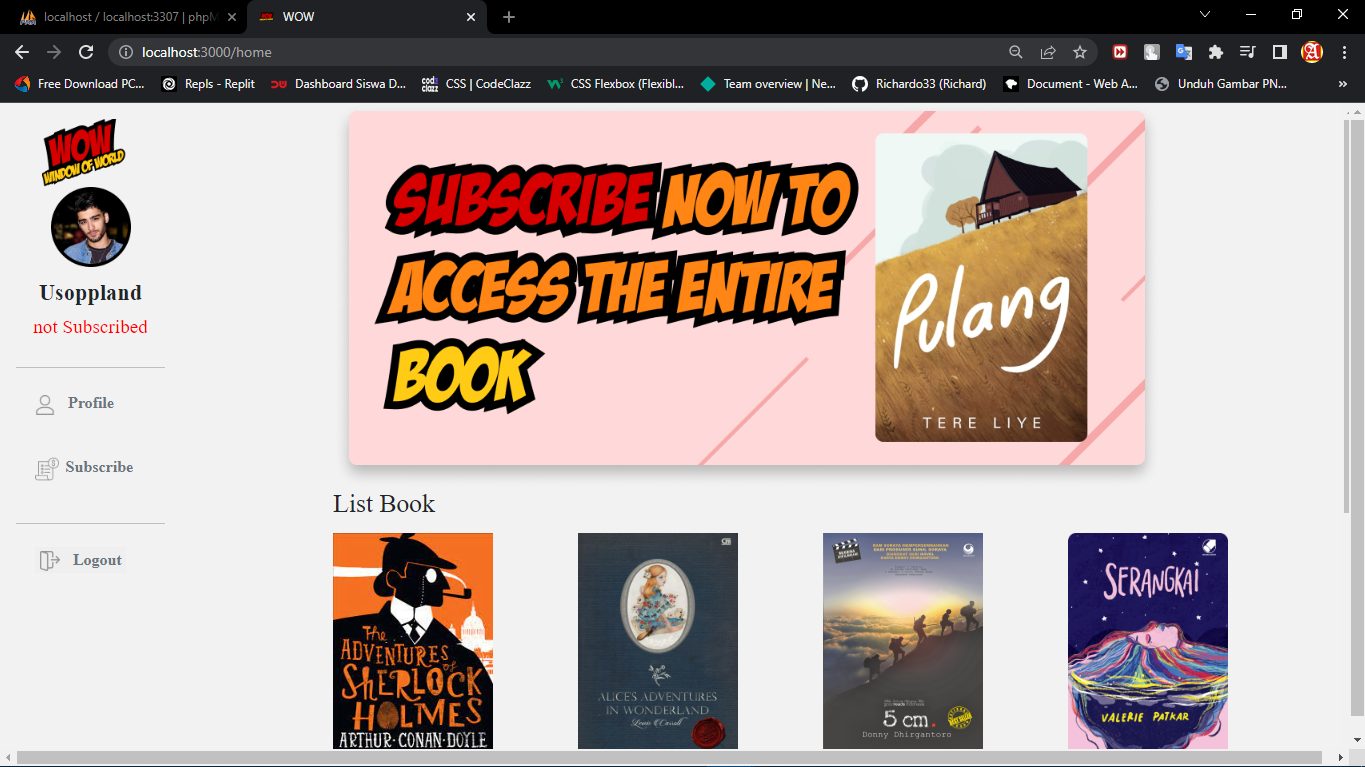 localhost / localhost:3307 | phpM
WOW
localhost:3000/home
Free Download PC...
Repls - Replit
Dashboard Siswa D...
CSS | CodeClazz
CSS Flexbox (Flexibl...
Team overview | Ne...
Richardo33 (Richard)
Document - Web A...
Unduh Gambar PN...
»
WOW
WINDOW OF WORLD
Usoppland
not Subscribed
Profile
Subscribe
Logout
SUBSCRIBE NOW TO
ACCESS THE ENTIRE
BOOK
Pulang
TERE LIYE
List Book
The
ADVENTURES of
SHERLOCK
HOLMES
ARTHUR·CONAN·DOYLE
ALICE'S ADVENTURES
IN WONDERLAND
Lewis Carroll
5 cm.
Donny Dhirgantoro
SERANGKAI
VALERIE PATKAR